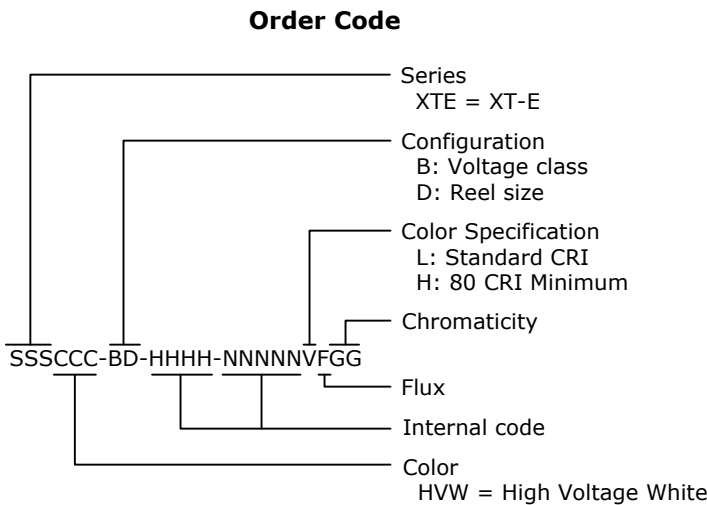 Order Code
Series
XTE = XT-E
Configuration
B: Voltage class
D: Reel size
Color Specification
L: Standard CRI
H: 80 CRI Minimum
Chromaticity
SSSCCC-BD-HHHH-NNNNNVFGG
Flux
Internal code
Color
HVW = High Voltage White